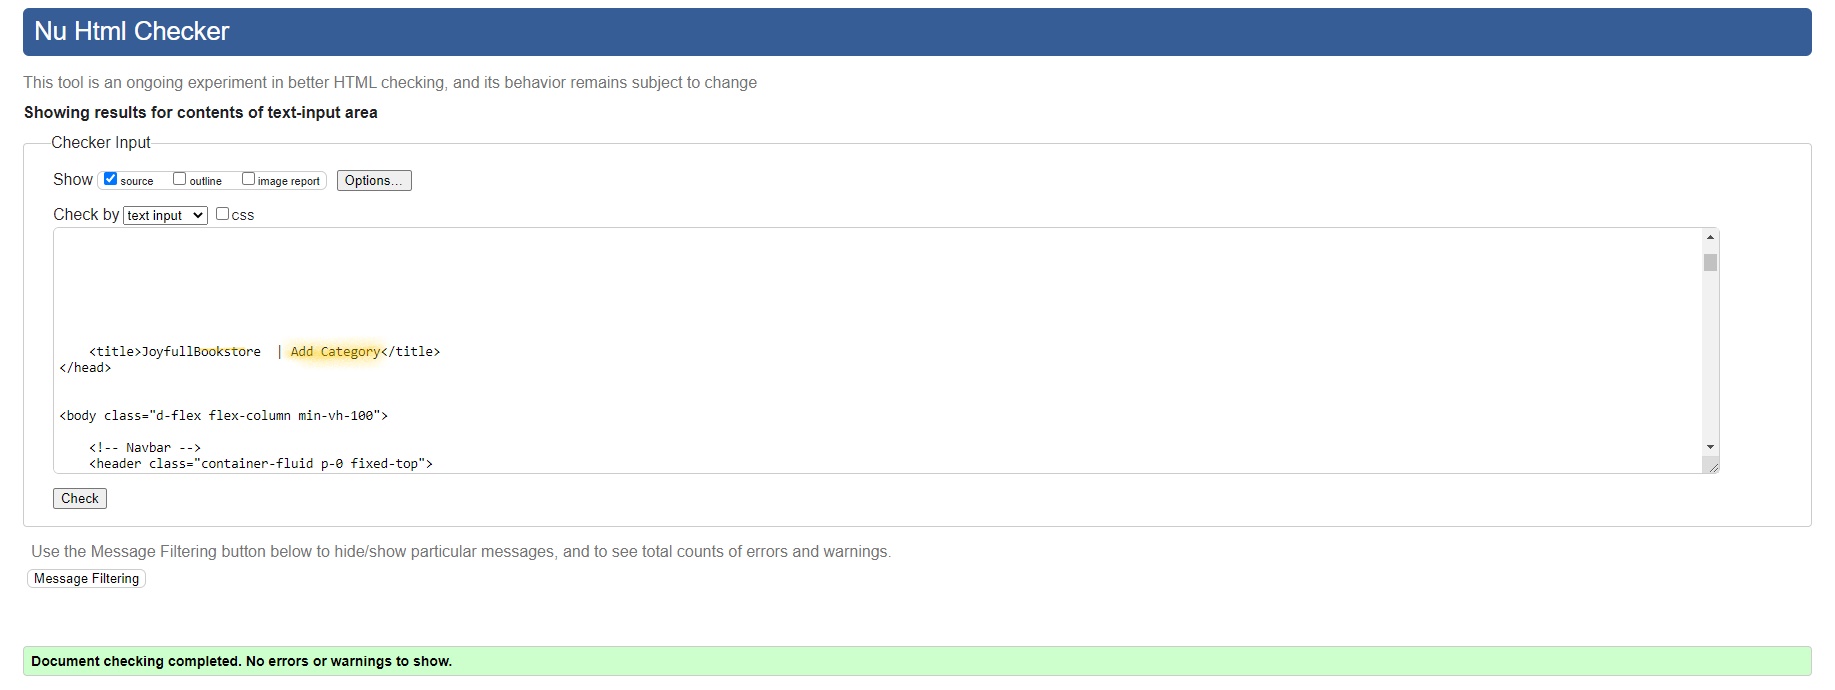 Nu Html Checker
This tool is an ongoing experiment in better HTML checking, and its behavior remains subject to change
Showing results for contents of text-input area
Checker Input
Show source outline image report Options...
Check by text input css
<title>JoyfullBookstore  | Add Category</title>
</head>
<body class="d-flex flex-column min-vh-100">
<!-- Navbar -->
<header class="container-fluid p-0 fixed-top">
Check
Use the Message Filtering button below to hide/show particular messages, and to see total counts of errors and warnings.
Message Filtering
Document checking completed. No errors or warnings to show.